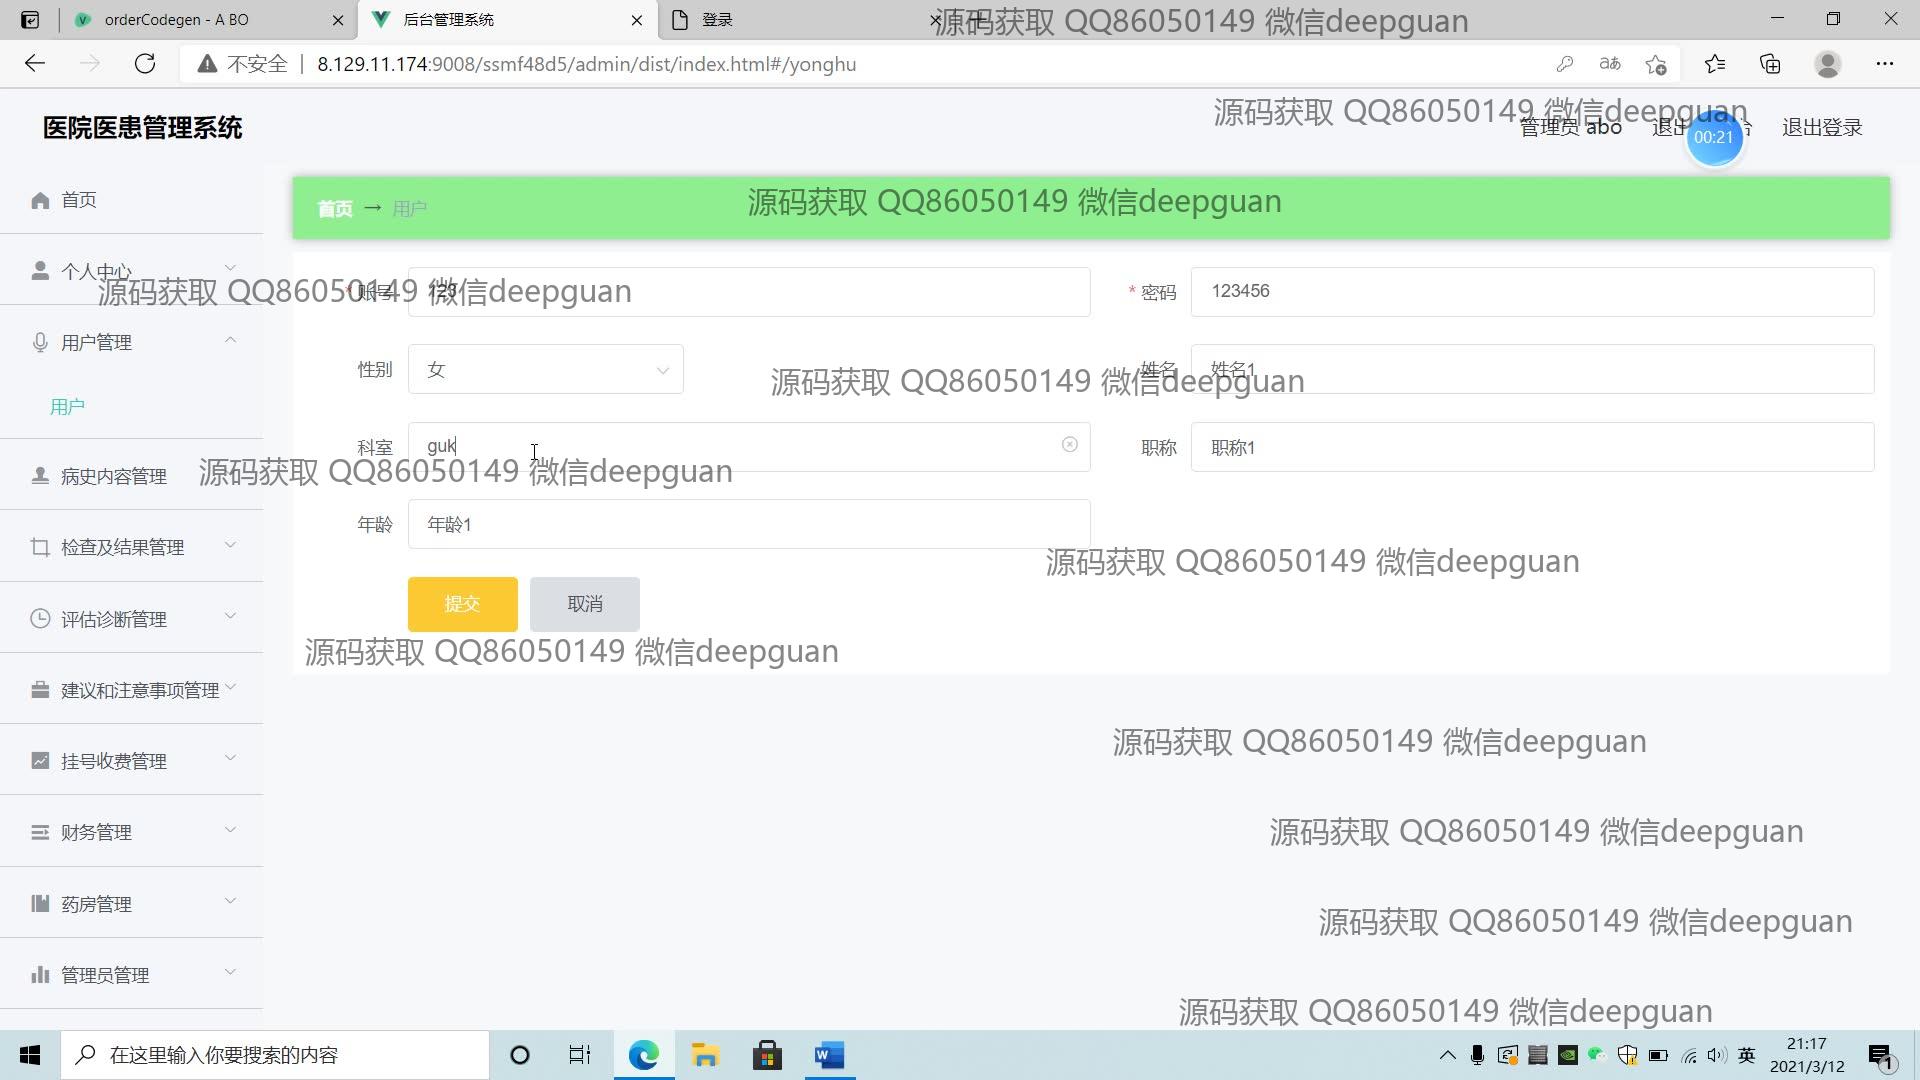 orderCodegen - A BO
后台管理系统
登录
源码获取 QQ86050149 微信deepguan
不安全
8.129.11.174:9008/ssmf48d5/admin/dist/index.html#/yonghu
aあ
源码获取 QQ86050149 微信deepguan
医院医患管理系统
管理员 abo
退出
00:21
退出登录
首页
首页 → 用户
源码获取 QQ86050149 微信deepguan
个人中心
源码获取 QQ86050149 微信deepguan
* 账号
123
* 密码
123456
用户管理
性别
女
姓名
姓名1
源码获取 QQ86050149 微信deepguan
用户
科室
guk
职称
职称1
源码获取 QQ86050149 微信deepguan
病史内容管理
年龄
年龄1
检查及结果管理
源码获取 QQ86050149 微信deepguan
提交
取消
评估诊断管理
源码获取 QQ86050149 微信deepguan
建议和注意事项管理
源码获取 QQ86050149 微信deepguan
挂号收费管理
财务管理
源码获取 QQ86050149 微信deepguan
药房管理
源码获取 QQ86050149 微信deepguan
管理员管理
源码获取 QQ86050149 微信deepguan
在这里输入你要搜索的内容
英
21:17
2021/3/12
1